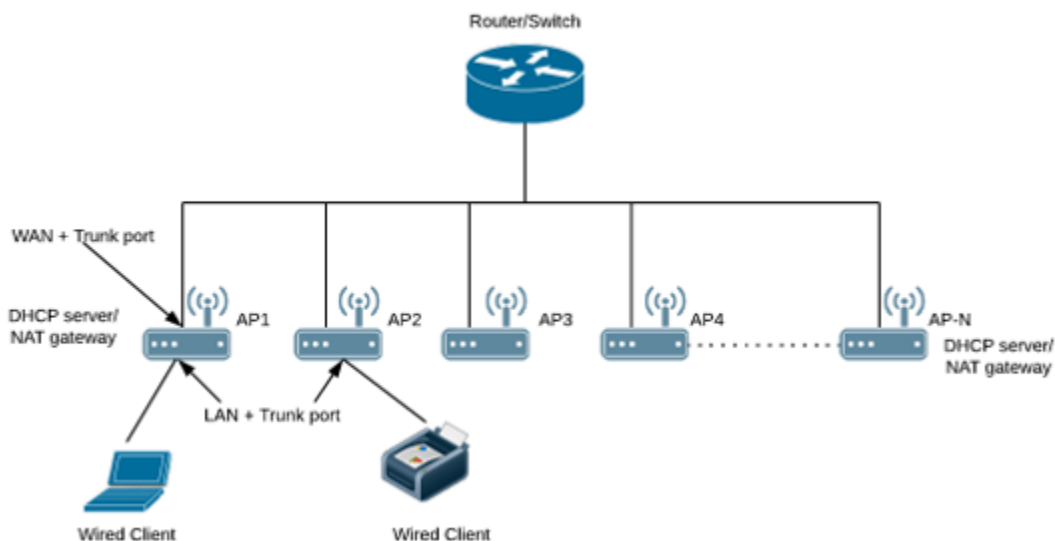 Router/Switch
WAN + Trunk port
DHCP server/
NAT gateway
AP1
AP2
AP3
AP4
AP-N
DHCP server/
NAT gateway
LAN + Trunk port
Wired Client
Wired Client